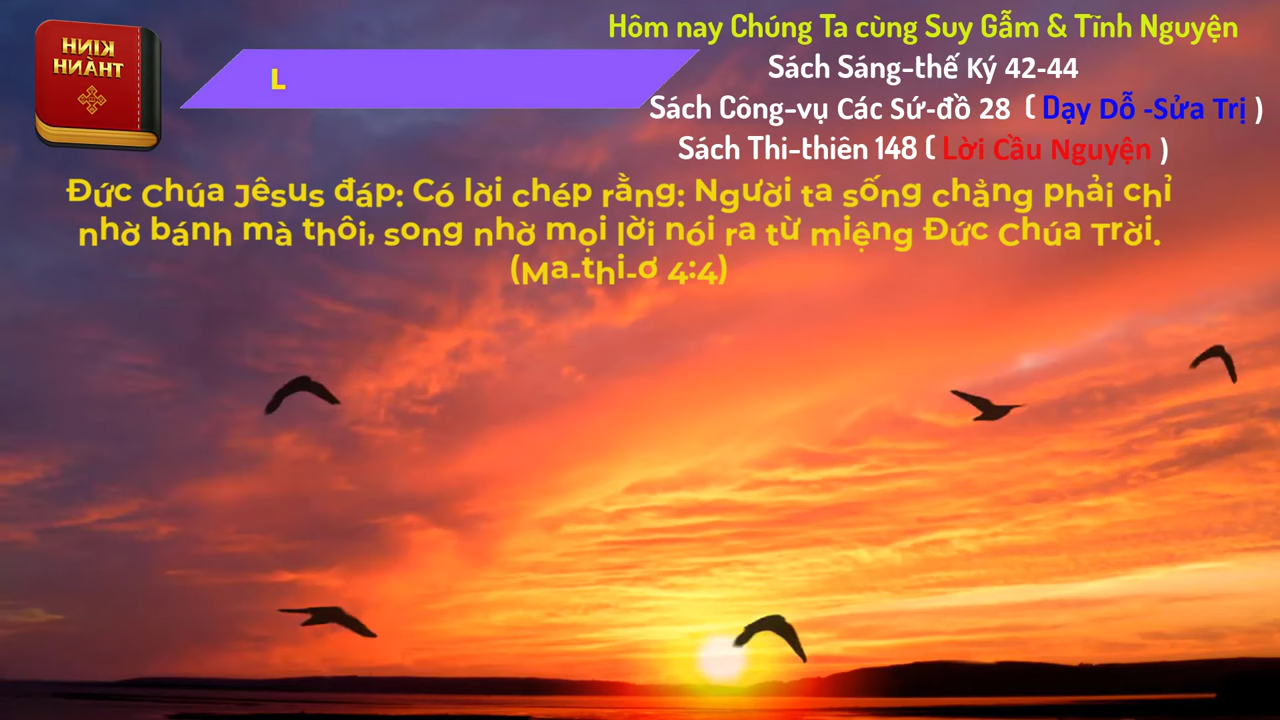 KINH
THÀNH
L
Hôm nay Chúng Ta cùng Suy Gẫm & Tĩnh Nguyện
Sách Sáng-thế Ký 42-44
Sách Công-vụ Các Sứ-đồ 28 ( Dạy Dỗ -Sửa Trị )
Sách Thi-thiên 148 ( Lời Cầu Nguyện )
Đức Chúa Jêsus đáp: Có lời chép rằng: Người ta sống chẳng phải chỉ
nhờ bánh mà thôi, song nhờ mọi lời nói ra từ miệng Đức Chúa Trời.
(Ma-thi-ơ 4:4)